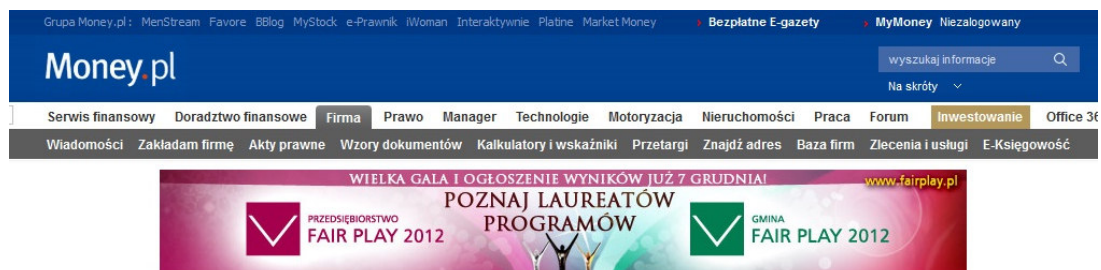 Grupa Money.pl: MenStream Favore BBlog MyStock e-Prawnik iWoman Interaktywnie Platine Market Money Bezpłatne E-gazety MyMoney Niezalogowany
Money.pl
wyszukaj informacje
Na skróty
Serwis finansowy Doradztwo finansowe Firma Prawo Manager Technologie Motoryzacja Nieruchomości Praca Forum Inwestowanie Office 36
Wiadomości Zakładam firmę Akty prawne Wzory dokumentów Kalkulatory i wskaźniki Przetargi Znajdź adres Baza firm Zlecenia i usługi E-Księgowość
WIELKA GALA I OGŁOSZENIE WYNIKÓW JUŻ 7 GRUDNIA! www.fairplay.pl
POZNAJ LAUREATÓW
PROGRAMÓW
PRZEDSIĘBIORSTWO
FAIR PLAY 2012
GMINA
FAIR PLAY 2012